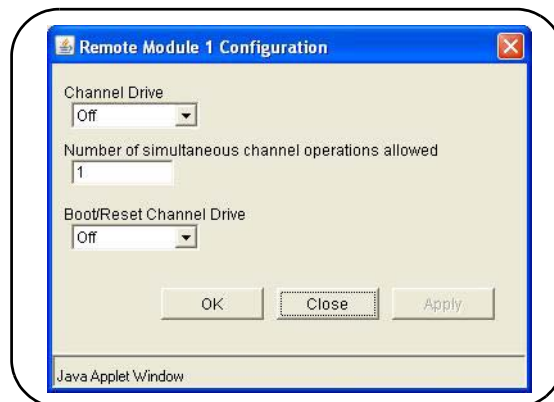 Remote Module 1 Configuration
Channel Drive
Off
Number of simultaneous channel operations allowed
1
Boot/Reset Channel Drive
Off
OK Close Apply
Java Applet Window